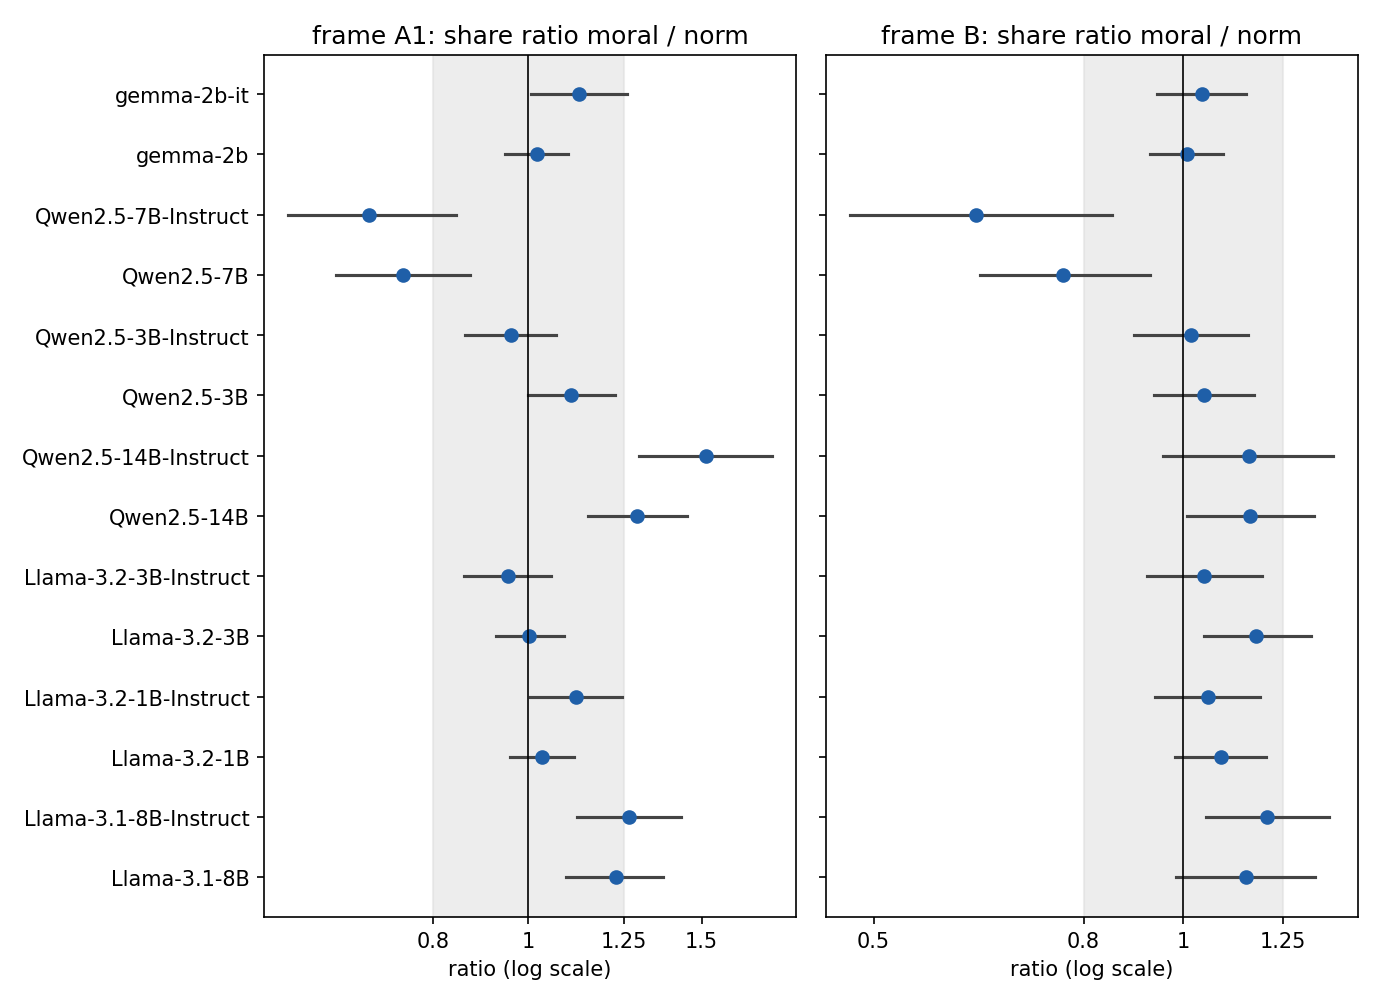 frame A1: share ratio moral / norm
frame B: share ratio moral / norm
gemma-2b-it
gemma-2b
Qwen2.5-7B-Instruct
Qwen2.5-7B
Qwen2.5-3B-Instruct
Qwen2.5-3B
Qwen2.5-14B-Instruct
Qwen2.5-14B
Llama-3.2-3B-Instruct
Llama-3.2-3B
Llama-3.2-1B-Instruct
Llama-3.2-1B
Llama-3.1-8B-Instruct
Llama-3.1-8B
0.8 1 1.25 1.5
0.5 0.8 1 1.25
ratio (log scale)
ratio (log scale)